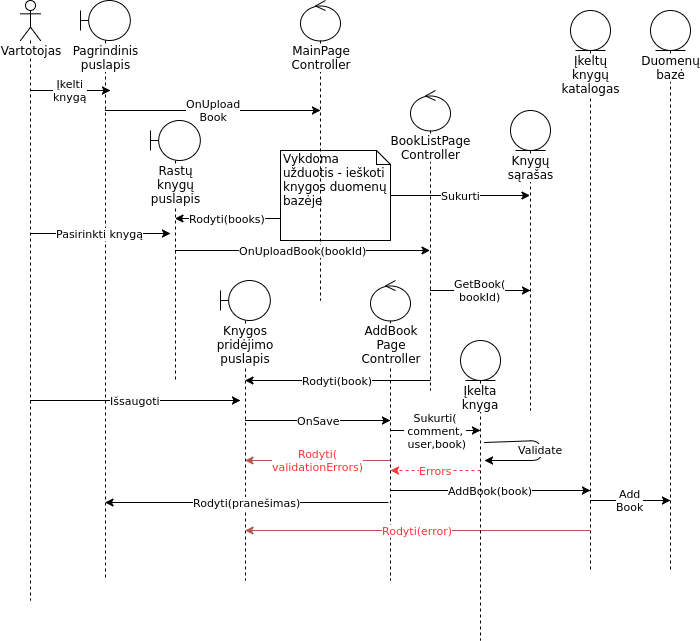 Vartotojas
Pagrindinis
puslapis
MainPage
Controller
Įkeltų
knygų
katalogas
Duomenų
bazė
Įkelti
knygą
OnUpload
Book
BookListPage
Controller
Knygų
sąrašas
Rastų
knygų
puslapis
Vykdoma
užduotis - ieškoti
knygos duomenų
bazėje
Sukurti
Rodyti(books)
Pasirinkti knygą
OnUploadBook(bookId)
GetBook(
bookId)
Knygos
pridėjimo
puslapis
AddBook
Page
Controller
Rodyti(book)
Įkelta
knyga
Išsaugoti
OnSave
Sukurti(
comment,
user,book)
Validate
Rodyti(
validationErrors)
Errors
AddBook(book)
Add
Book
Rodyti(pranešimas)
Rodyti(error)